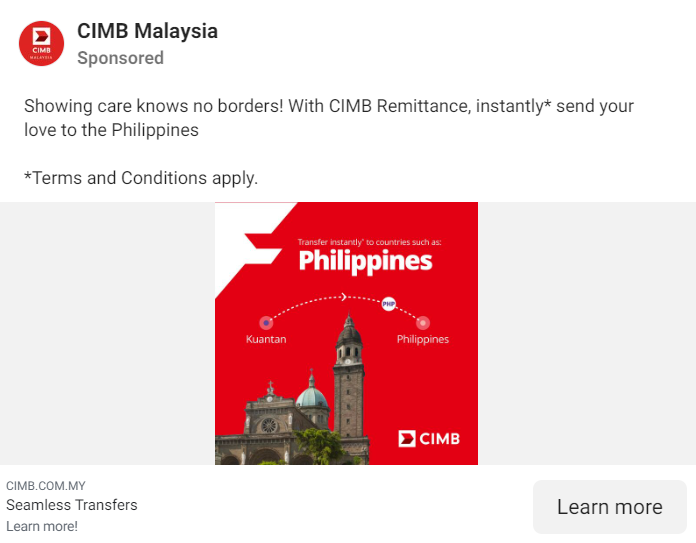 CIMB Malaysia
CIMB
MALAYSIA
Sponsored
Showing care knows no borders! With CIMB Remittance, instantly* send your
love to the Philippines
*Terms and Conditions apply.
Transfer instantly* to countries such as:
Philippines
PHP
Kuantan
Philippines
CIMB
CIMB.COM.MY
Seamless Transfers
Learn more!
Learn more